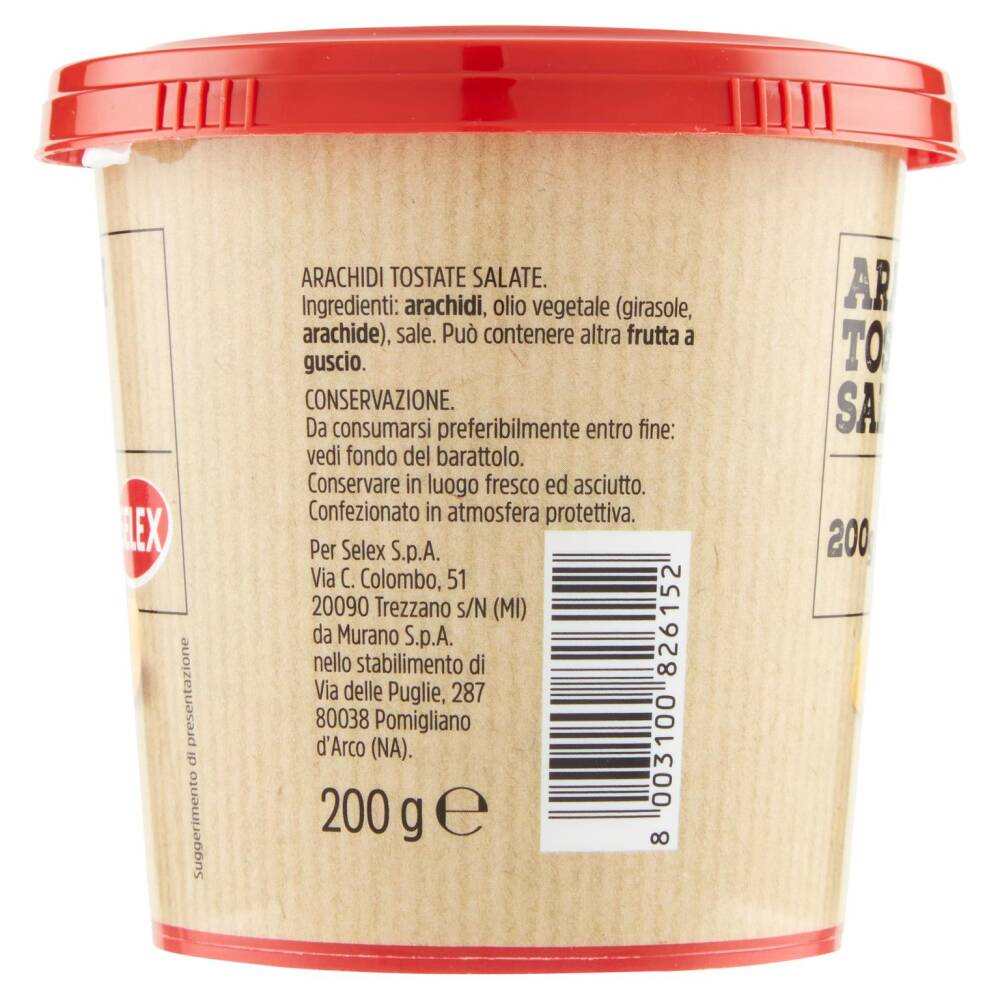 ARACHIDI TOSTATE SALATE.
Ingredienti: arachidi, olio vegetale (girasole,
arachide), sale. Può contenere altra frutta a
guscio.
CONSERVAZIONE.
Da consumarsi preferibilmente entro fine:
vedi fondo del barattolo.
Conservare in luogo fresco ed asciutto.
Confezionato in atmosfera protettiva.
Per Selex S.p.A.
Via C. Colombo, 51
20090 Trezzano s/N (MI)
da Murano S.p.A.
nello stabilimento di
Via delle Puglie, 287
80038 Pomigliano
d'Arco (NA).
200 g ℮
8 003100 826152
Suggerimento di presentazione
200g